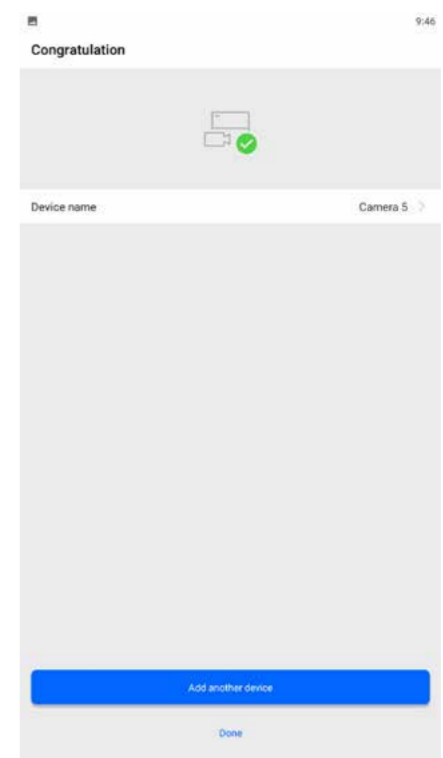 9:46
Congratulation
Device name Camera 5
Add another device
Done